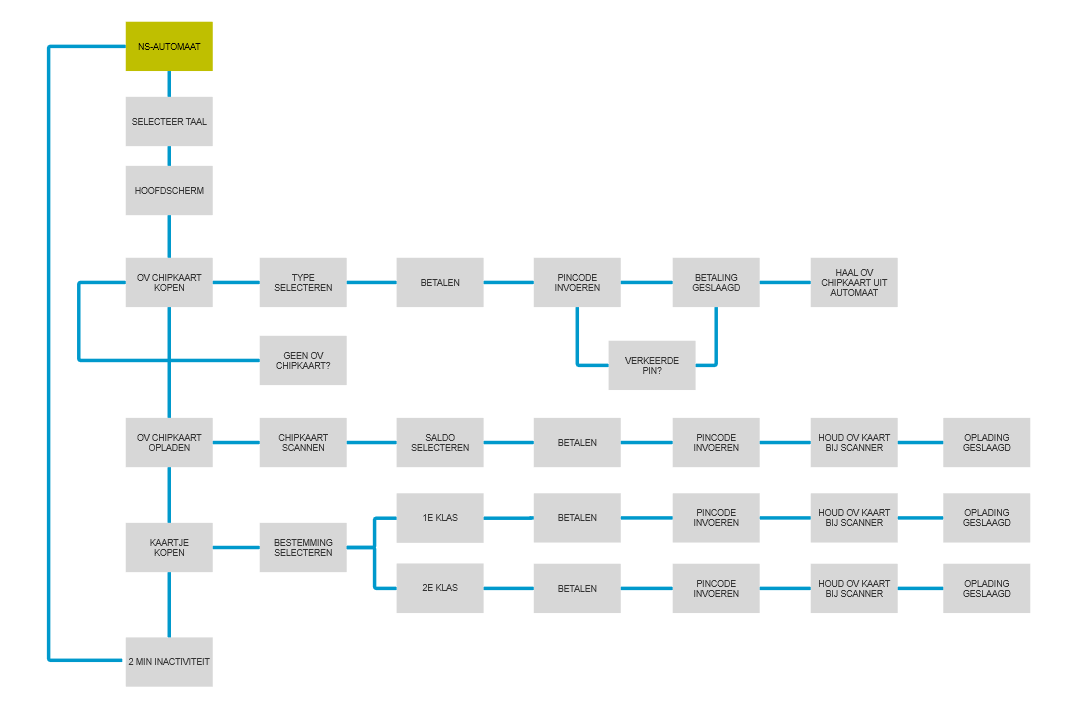 NS-AUTOMAAT
SELECTEER TAAL
HOOFDSCHERM
OV CHIPKAART
KOPEN
TYPE
SELECTEREN
BETALEN
PINCODE
INVOEREN
BETALING
GESLAAGD
HAAL OV
CHIPKAART UIT
AUTOMAAT
GEEN OV
CHIPKAART?
VERKEERDE
PIN?
OV CHIPKAART
OPLADEN
CHIPKAART
SCANNEN
SALDO
SELECTEREN
BETALEN
PINCODE
INVOEREN
HOUD OV KAART
BIJ SCANNER
OPLADING
GESLAAGD
KAARTJE
KOPEN
BESTEMMING
SELECTEREN
1E KLAS
BETALEN
PINCODE
INVOEREN
HOUD OV KAART
BIJ SCANNER
OPLADING
GESLAAGD
2E KLAS
BETALEN
PINCODE
INVOEREN
HOUD OV KAART
BIJ SCANNER
OPLADING
GESLAAGD
2 MIN INACTIVITEIT